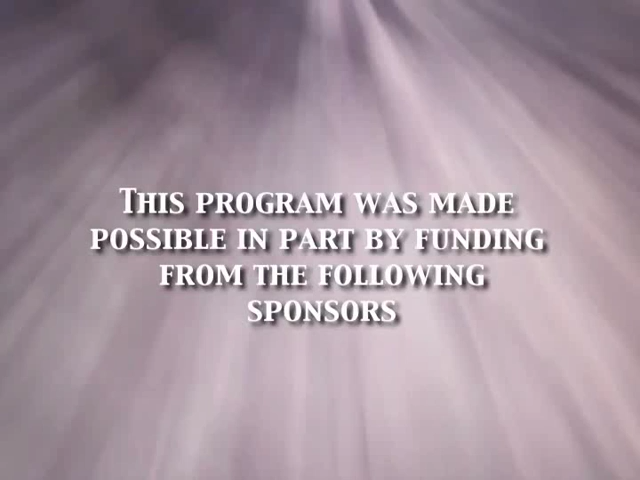 This program was made
possible in part by funding
from the following
sponsors